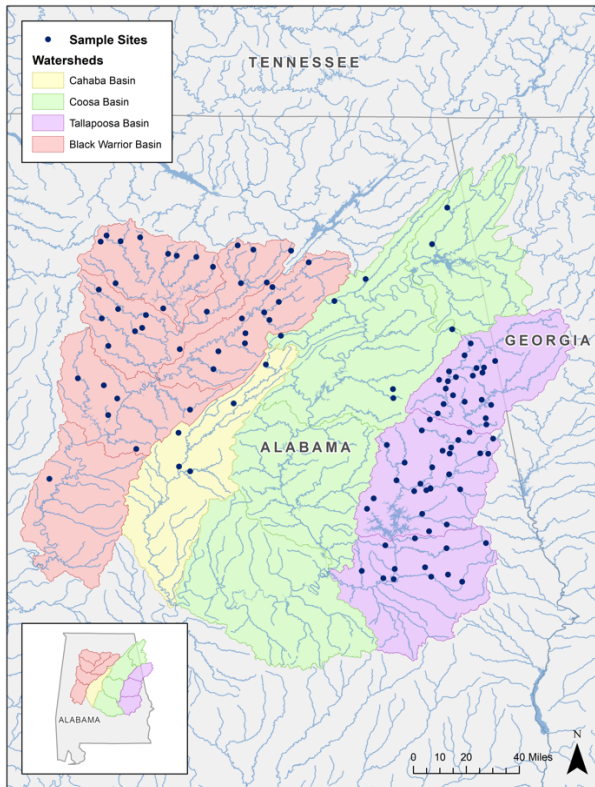 Sample Sites
Watersheds
Cahaba Basin
Coosa Basin
Tallapoosa Basin
Black Warrior Basin
TENNESSEE
GEORGIA
ALABAMA
ALABAMA
N
0 10 20 40 Miles